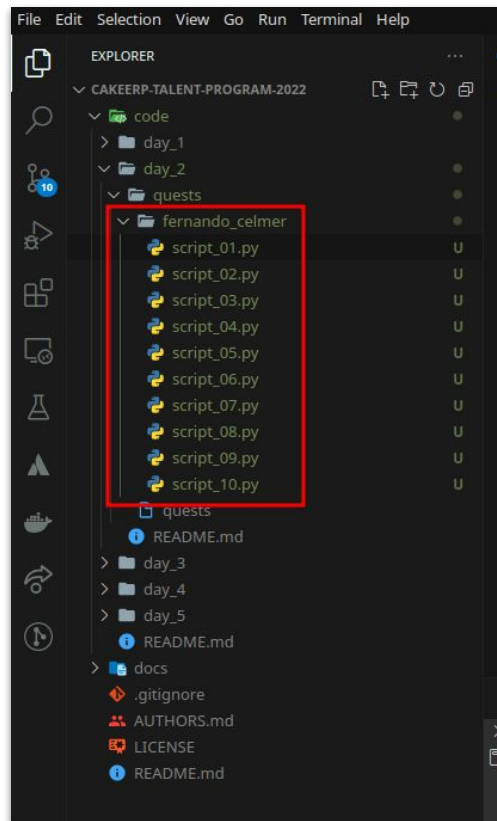 File Edit Selection View Go Run Terminal Help
EXPLORER
CAKEERP-TALENT-PROGRAM-2022
code
day_1
day_2
10
quests
fernando_celmer
script_01.py U
script_02.py U
script_03.py U
script_04.py U
script_05.py U
script_06.py U
script_07.py U
script_08.py U
script_09.py U
script_10.py U
quests
README.md
day_3
day_4
day_5
README.md
docs
.gitignore
AUTHORS.md
LICENSE
README.md